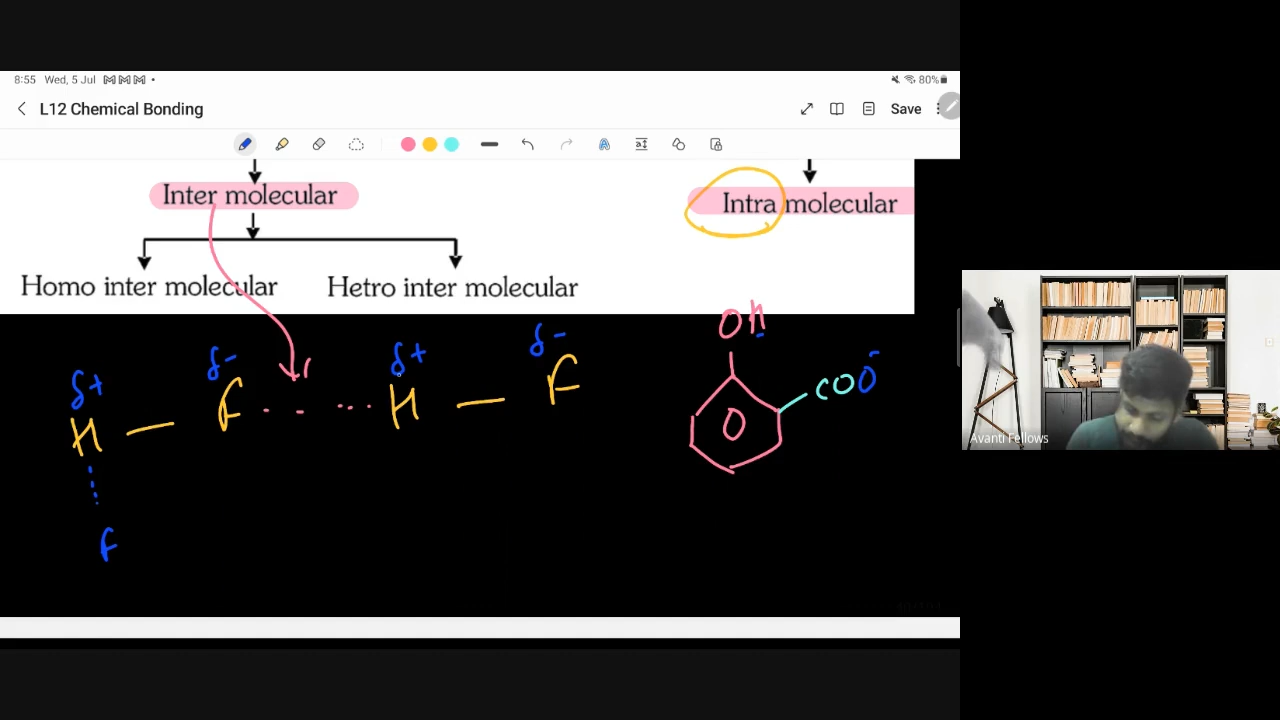 8:55 Wed, 5 Jul
80%
L12 Chemical Bonding
Save
Inter molecular
Intra molecular
Homo inter molecular
Hetro inter molecular
δ+ δ- δ+ δ-
H — F ..... H — F
F
OH
COO-
Avanti Fellows